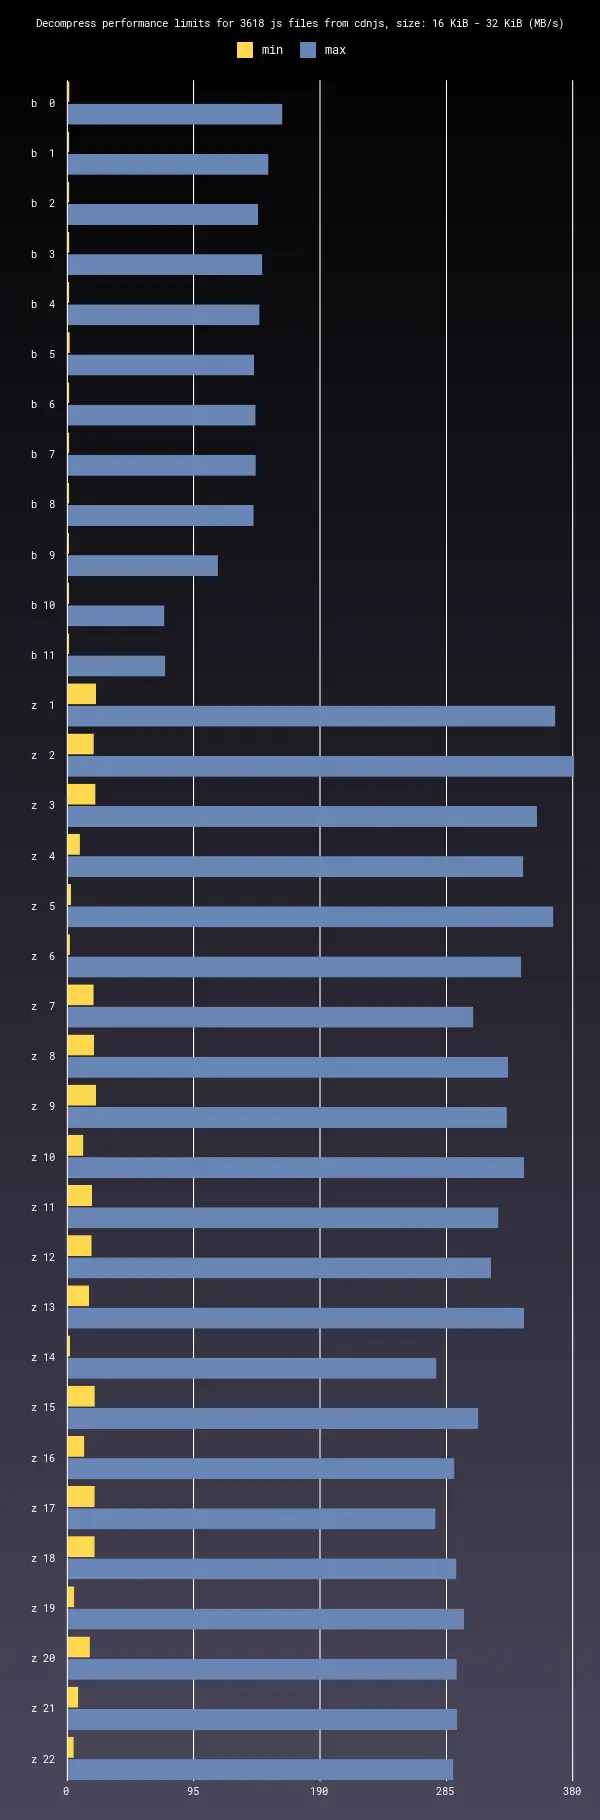 Decompress performance limits for 3618 js files from cdnjs, size: 16 KiB - 32 KiB (MB/s)
min max
b 0
b 1
b 2
b 3
b 4
b 5
b 6
b 7
b 8
b 9
b 10
b 11
z 1
z 2
z 3
z 4
z 5
z 6
z 7
z 8
z 9
z 10
z 11
z 12
z 13
z 14
z 15
z 16
z 17
z 18
z 19
z 20
z 21
z 22
0 95 190 285 380